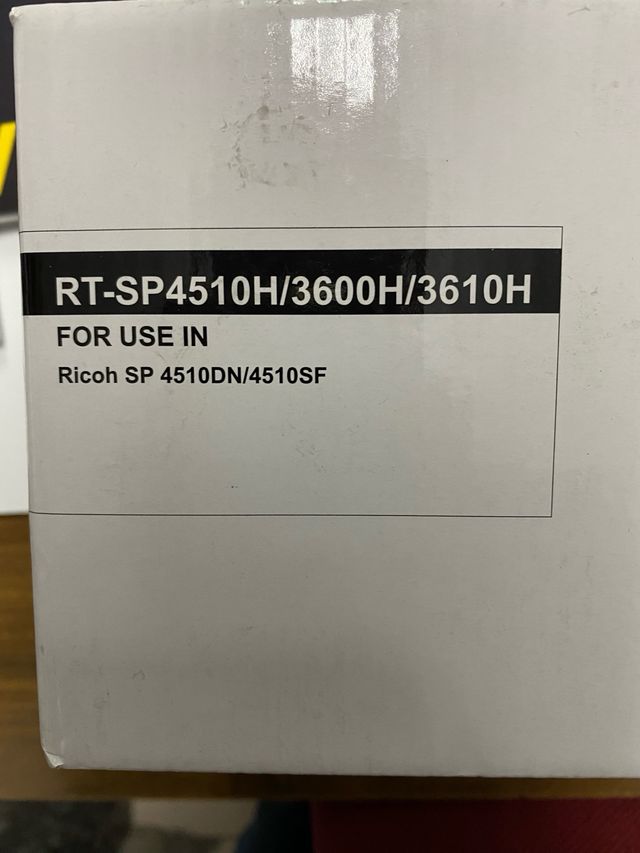 RT-SP4510H/3600H/3610H
FOR USE IN
Ricoh SP 4510DN/4510SF